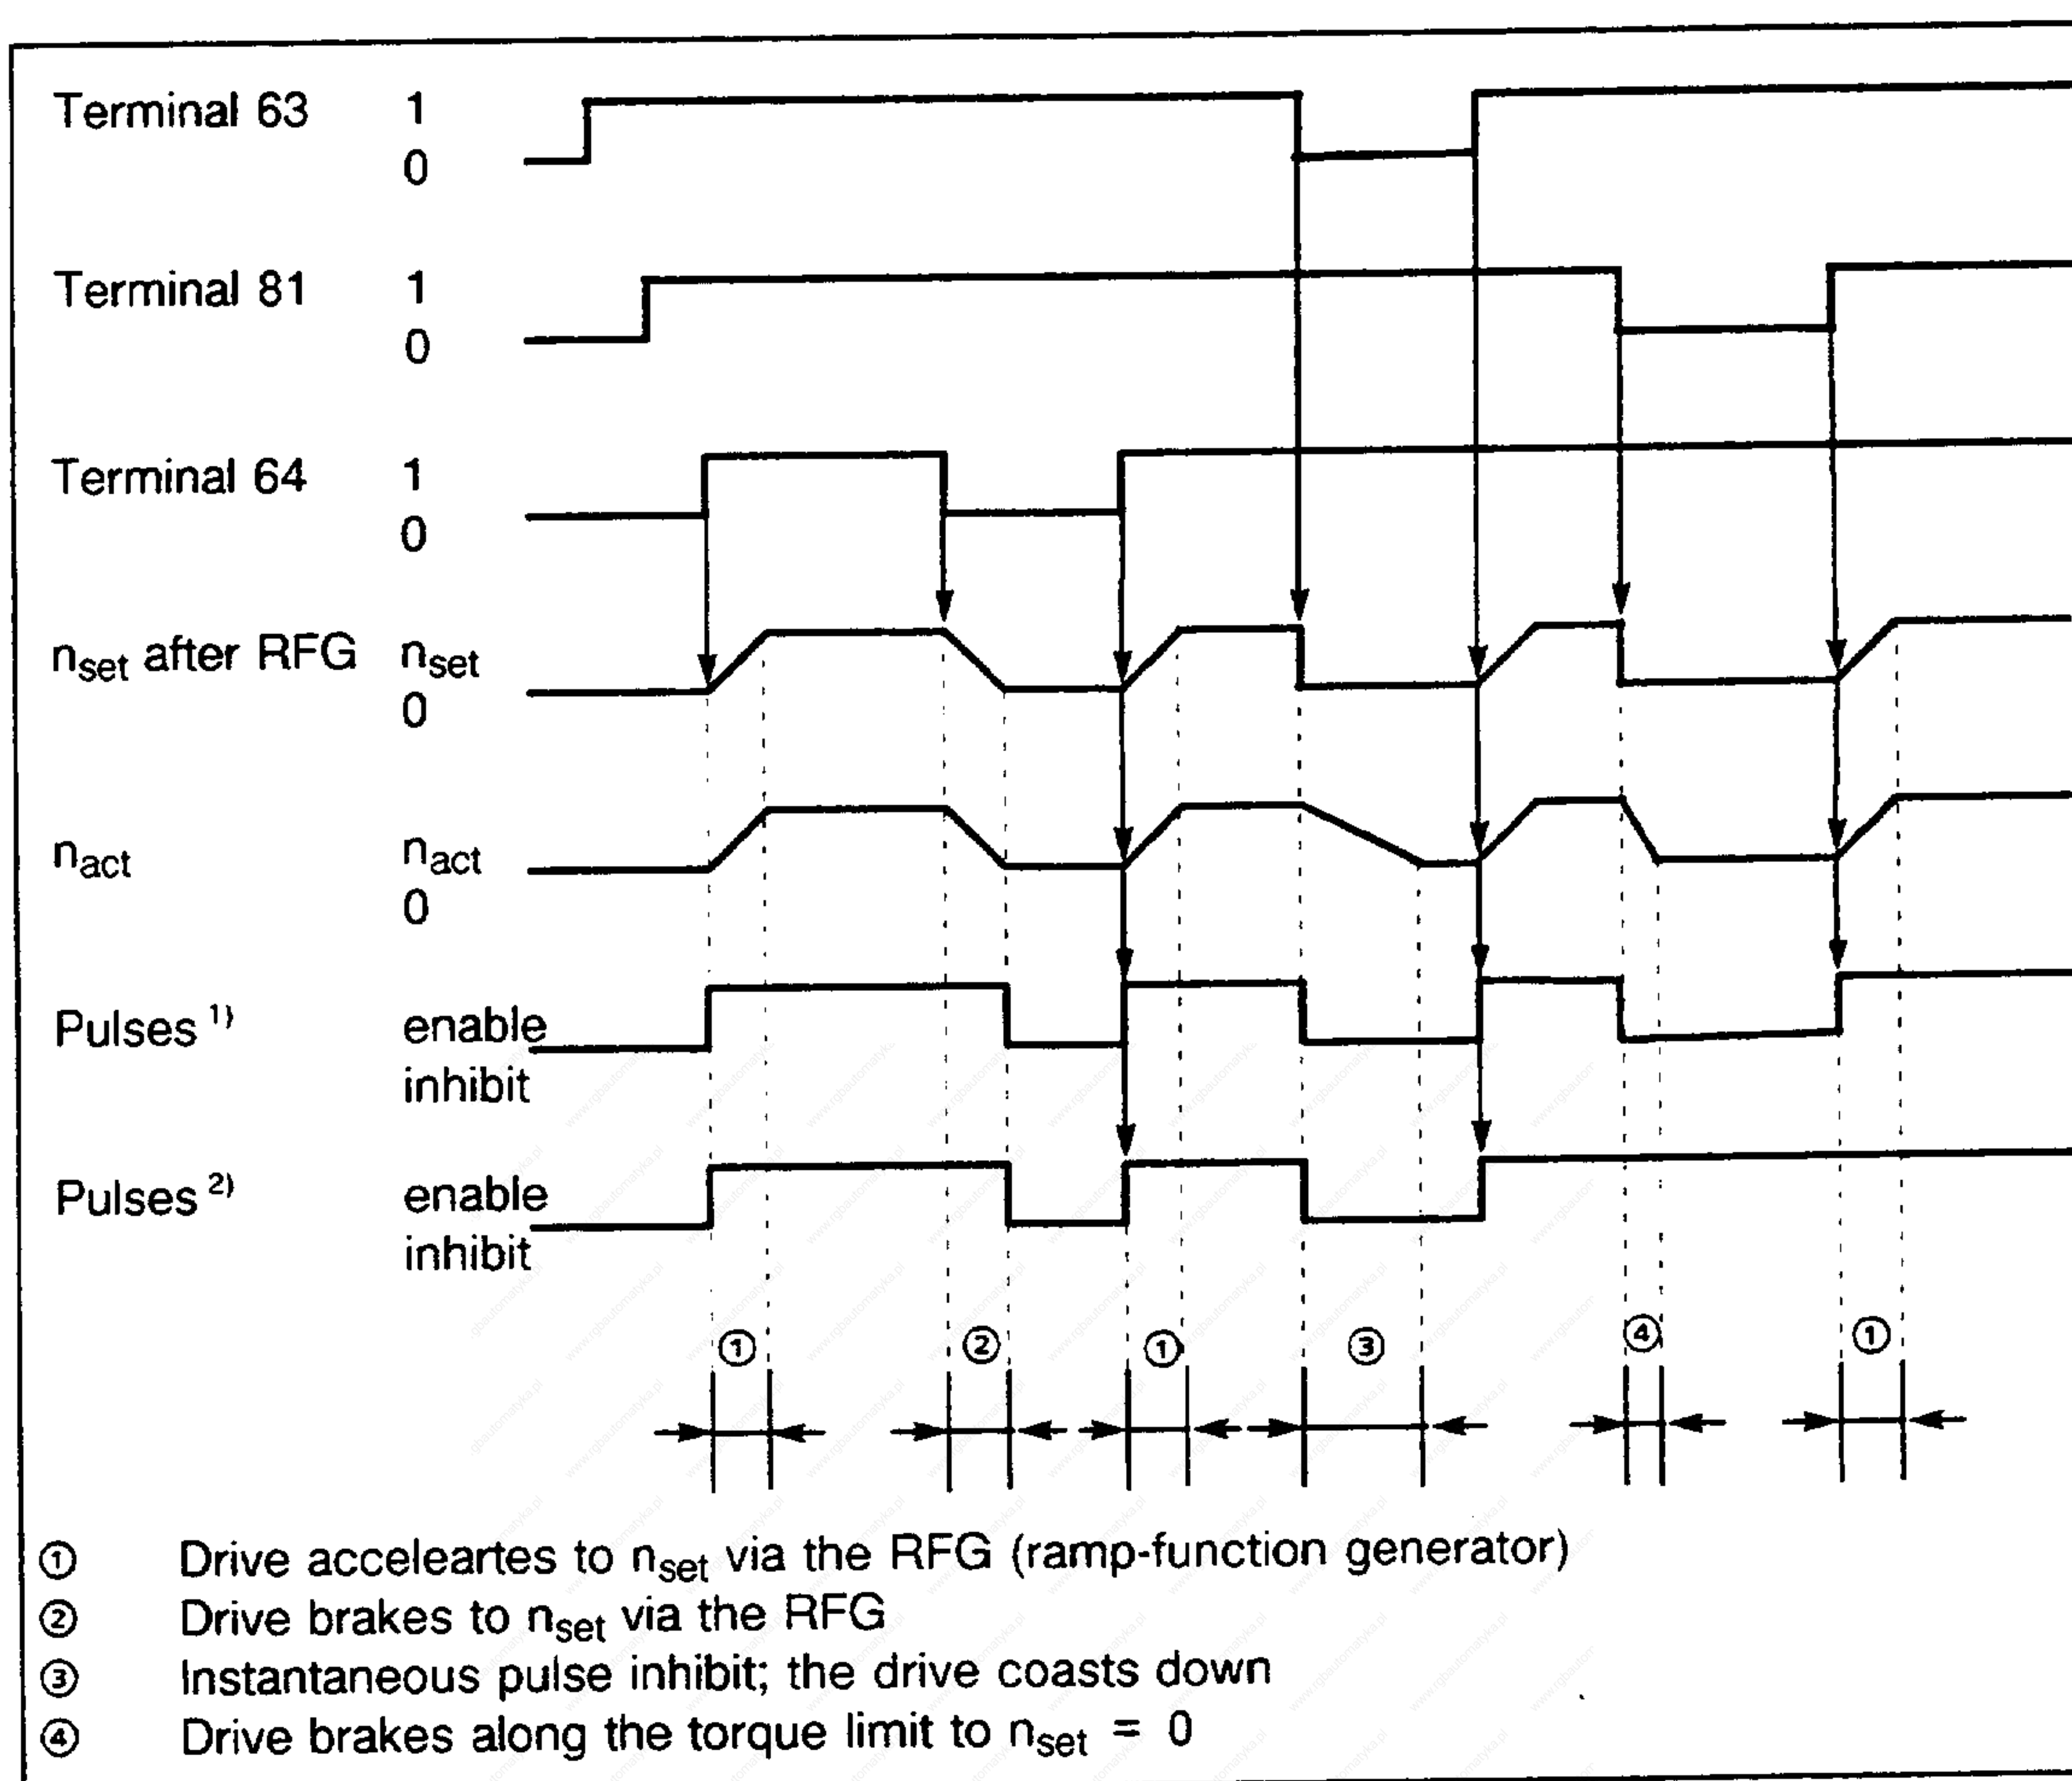 Terminal 63 1
0
Terminal 81 1
0
Terminal 64 1
0
nset after RFG nset
0
nact nact
0
Pulses 1) enable
inhibit
Pulses 2) enable
inhibit
① ② ① ③ ④ ①
① Drive acceleartes to nset via the RFG (ramp-function generator)
② Drive brakes to nset via the RFG
③ Instantaneous pulse inhibit; the drive coasts down
④ Drive brakes along the torque limit to nset = 0
www.rgbautomatyka.pl